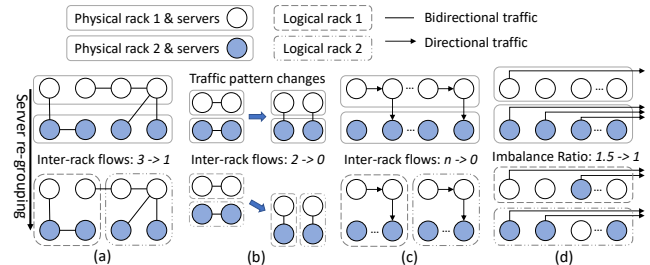 Physical rack 1 & servers
Logical rack 1
Bidirectional traffic
Physical rack 2 & servers
Logical rack 2
Directional traffic
Server re-grouping
Traffic pattern changes
Inter-rack flows: 3 -> 1
Inter-rack flows: 2 -> 0
Inter-rack flows: n -> 0
Imbalance Ratio: 1.5 -> 1
(a)
(b)
(c)
(d)